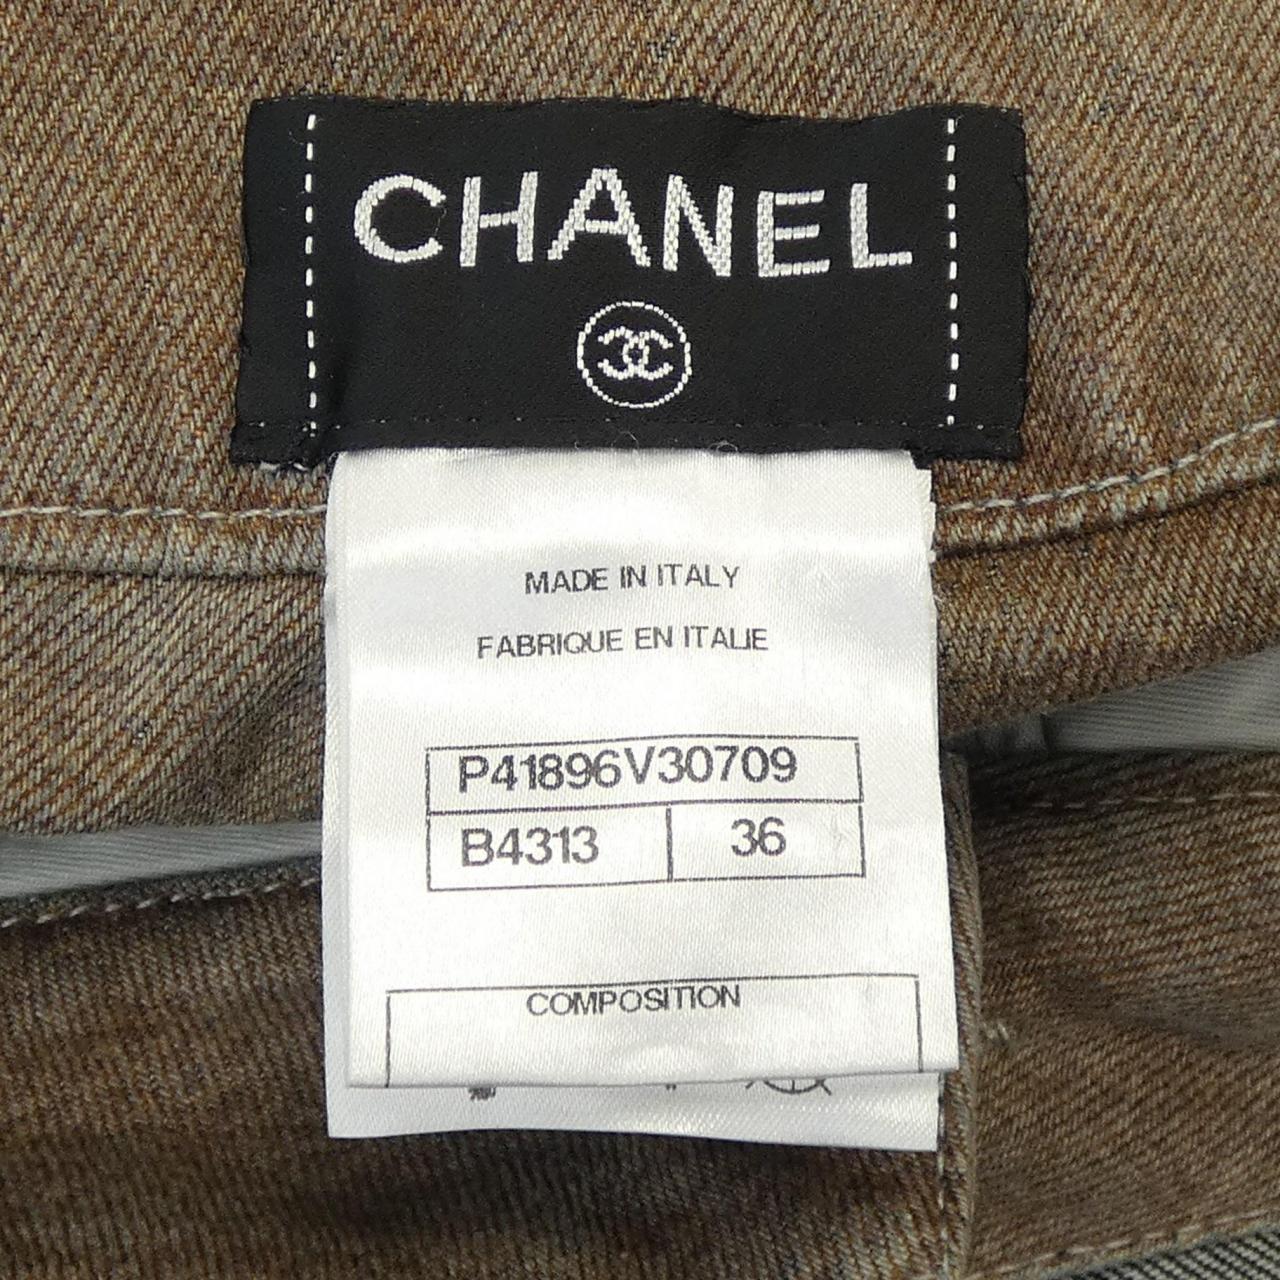 CHANEL
MADE IN ITALY
FABRIQUE EN ITALIE
P41896V30709
B4313 36
COMPOSITION